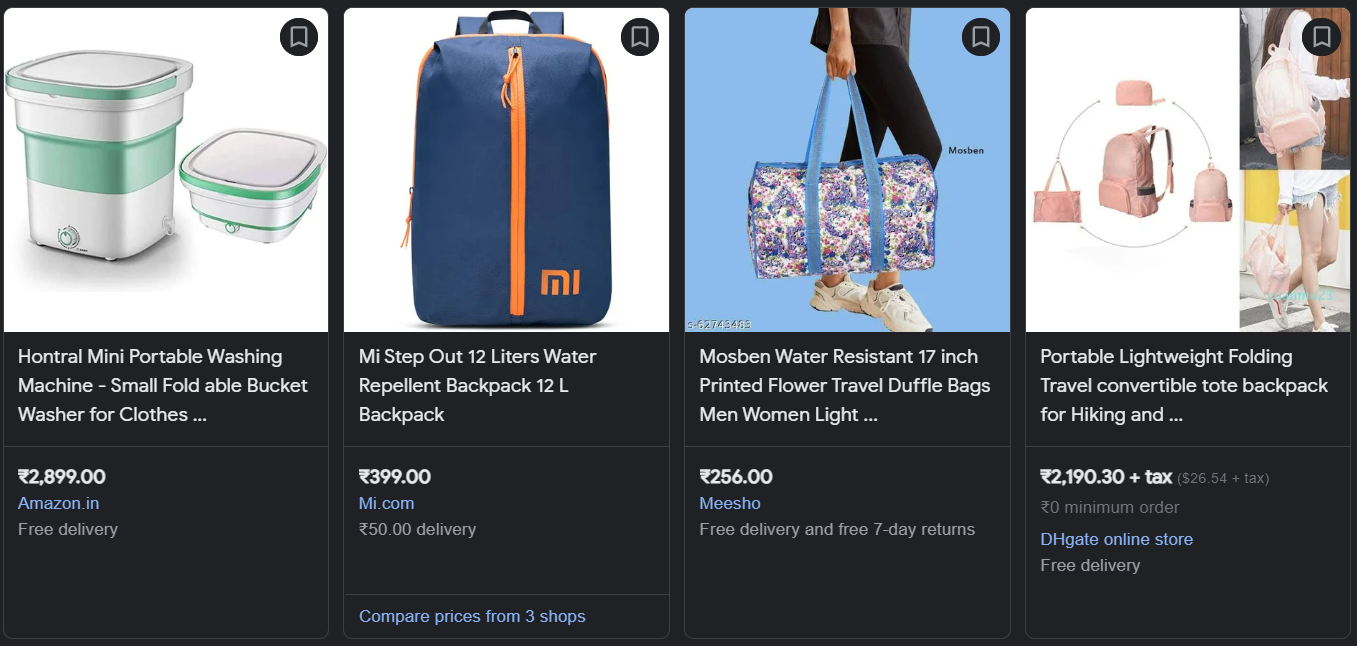 Hontral Mini Portable Washing
Machine - Small Fold able Bucket
Washer for Clothes ...
₹2,899.00
Amazon.in
Free delivery
mi
Mi Step Out 12 Liters Water
Repellent Backpack 12 L
Backpack
₹399.00
Mi.com
₹50.00 delivery
Compare prices from 3 shops
Mosben
s-62743483
Mosben Water Resistant 17 inch
Printed Flower Travel Duffle Bags
Men Women Light ...
₹256.00
Meesho
Free delivery and free 7-day returns
Portable Lightweight Folding
Travel convertible tote backpack
for Hiking and ...
₹2,190.30 + tax ($26.54 + tax)
₹0 minimum order
DHgate online store
Free delivery